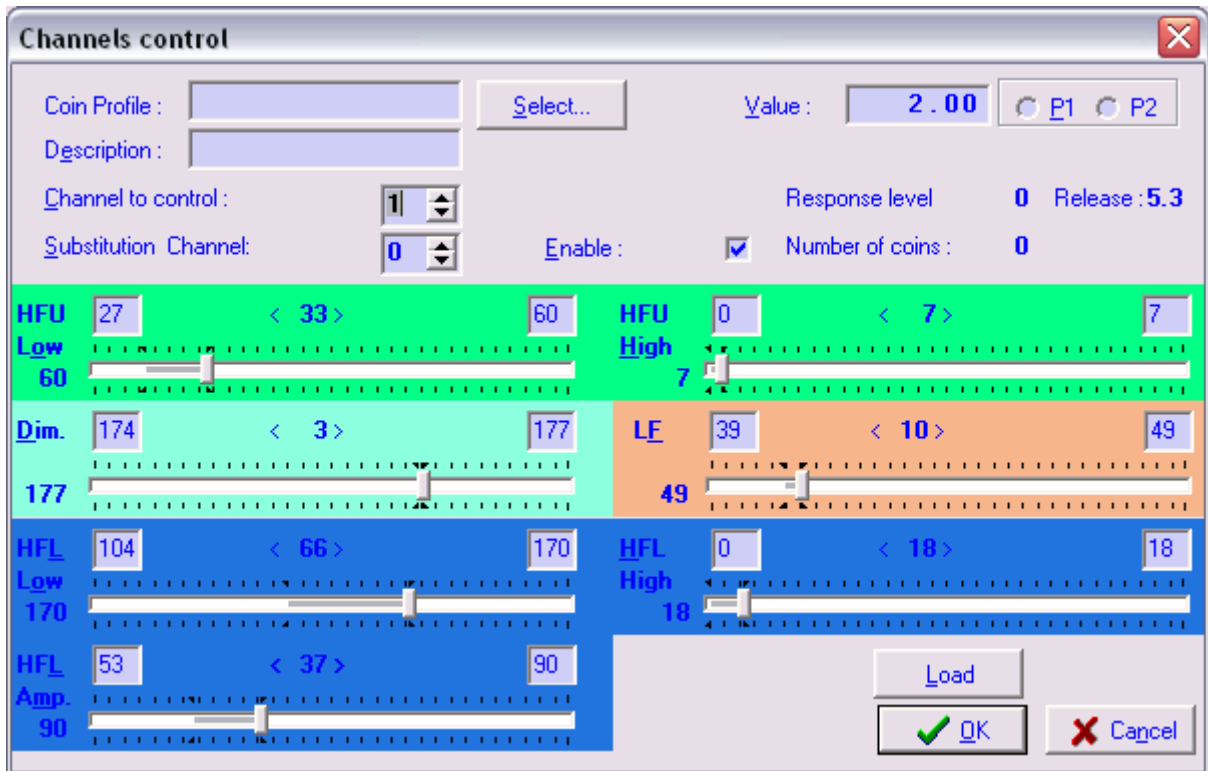 Channels control
Coin Profile : Select... Value : 2.00 P1 P2
Description :
Channel to control : 1 Response level 0 Release : 5.3
Substitution Channel: 0 Enable : Number of coins : 0
HFU 27 < 33 > 60 HFU 0 < 7 > 7
Low High
60 7
Dim. 174 < 3 > 177 LF 39 < 10 > 49
177 49
HFL 104 < 66 > 170 HFL 0 < 18 > 18
Low High
170 18
HFL 53 < 37 > 90
Amp. Load
90 OK Cancel